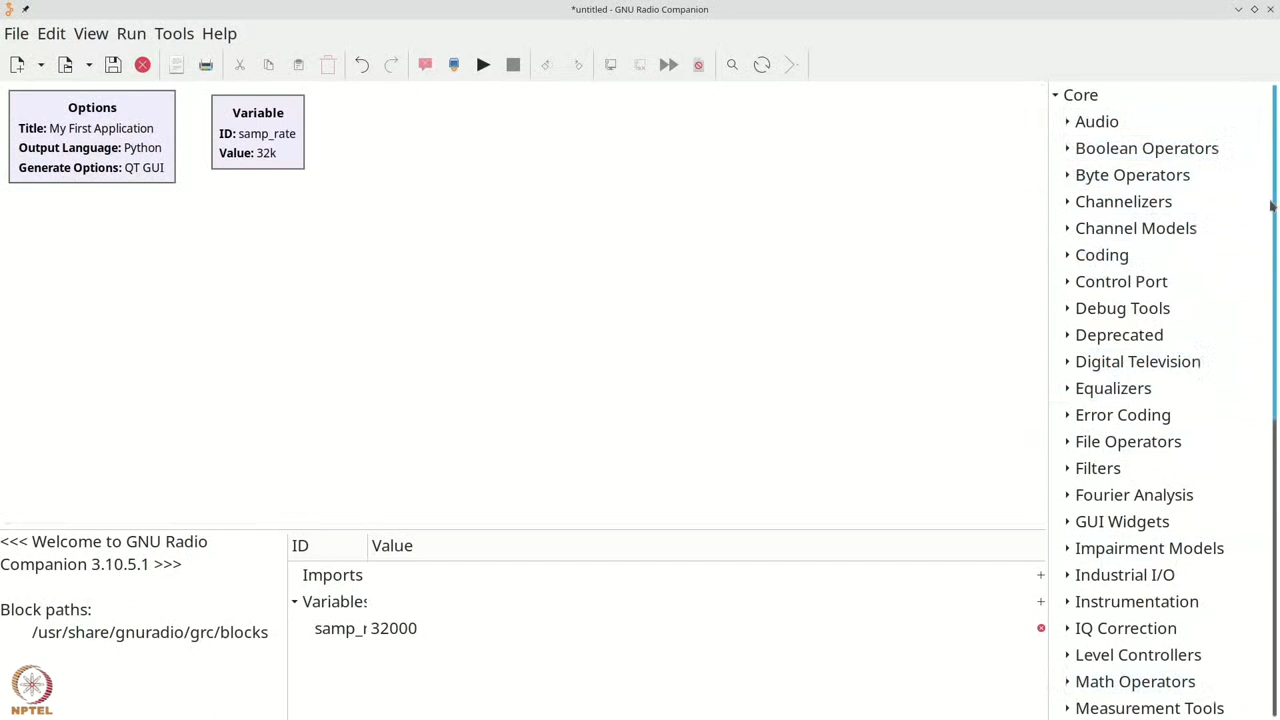 *untitled - GNU Radio Companion
File Edit View Run Tools Help
Options
Title: My First Application
Output Language: Python
Generate Options: QT GUI
Variable
ID: samp_rate
Value: 32k
Core
Audio
Boolean Operators
Byte Operators
Channelizers
Channel Models
Coding
Control Port
Debug Tools
Deprecated
Digital Television
Equalizers
Error Coding
File Operators
Filters
Fourier Analysis
GUI Widgets
Impairment Models
Industrial I/O
Instrumentation
IQ Correction
Level Controllers
Math Operators
Measurement Tools
<<< Welcome to GNU Radio
Companion 3.10.5.1 >>>
Block paths:
/usr/share/gnuradio/grc/blocks
ID Value
Imports
Variables
samp_r 32000
NPTEL